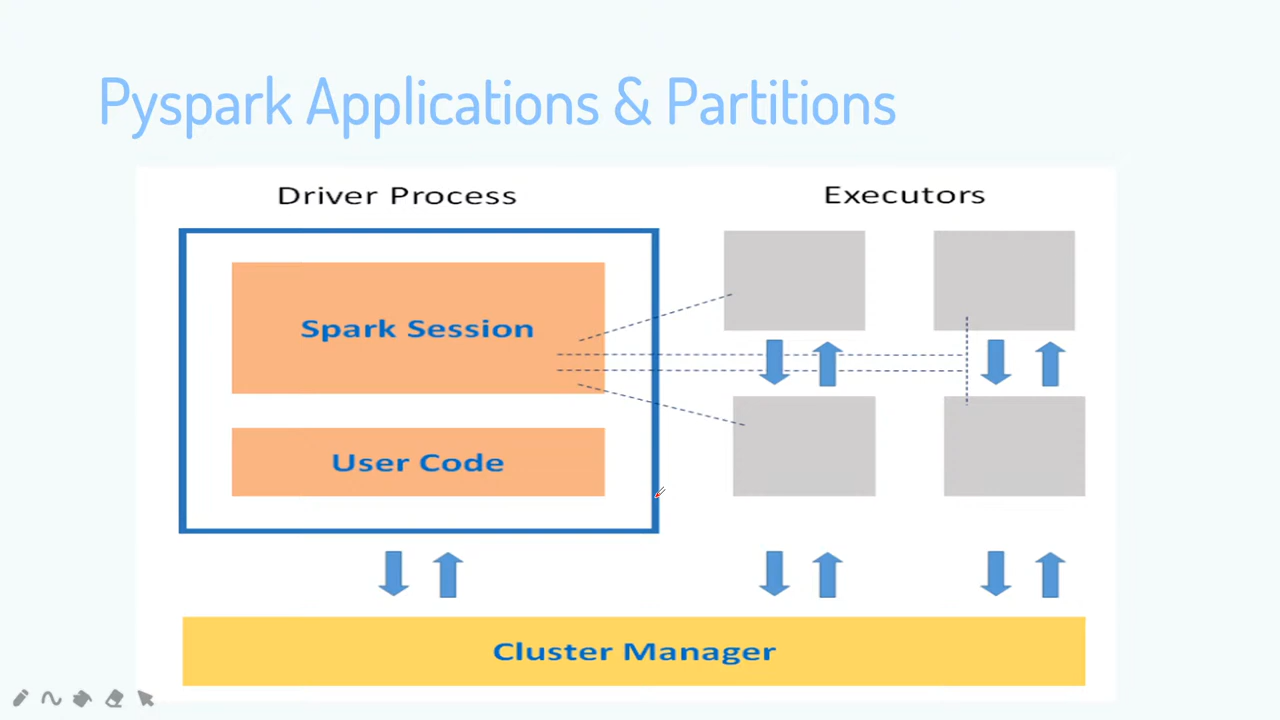 Pyspark Applications & Partitions
Driver Process
Executors
Spark Session
User Code
Cluster Manager